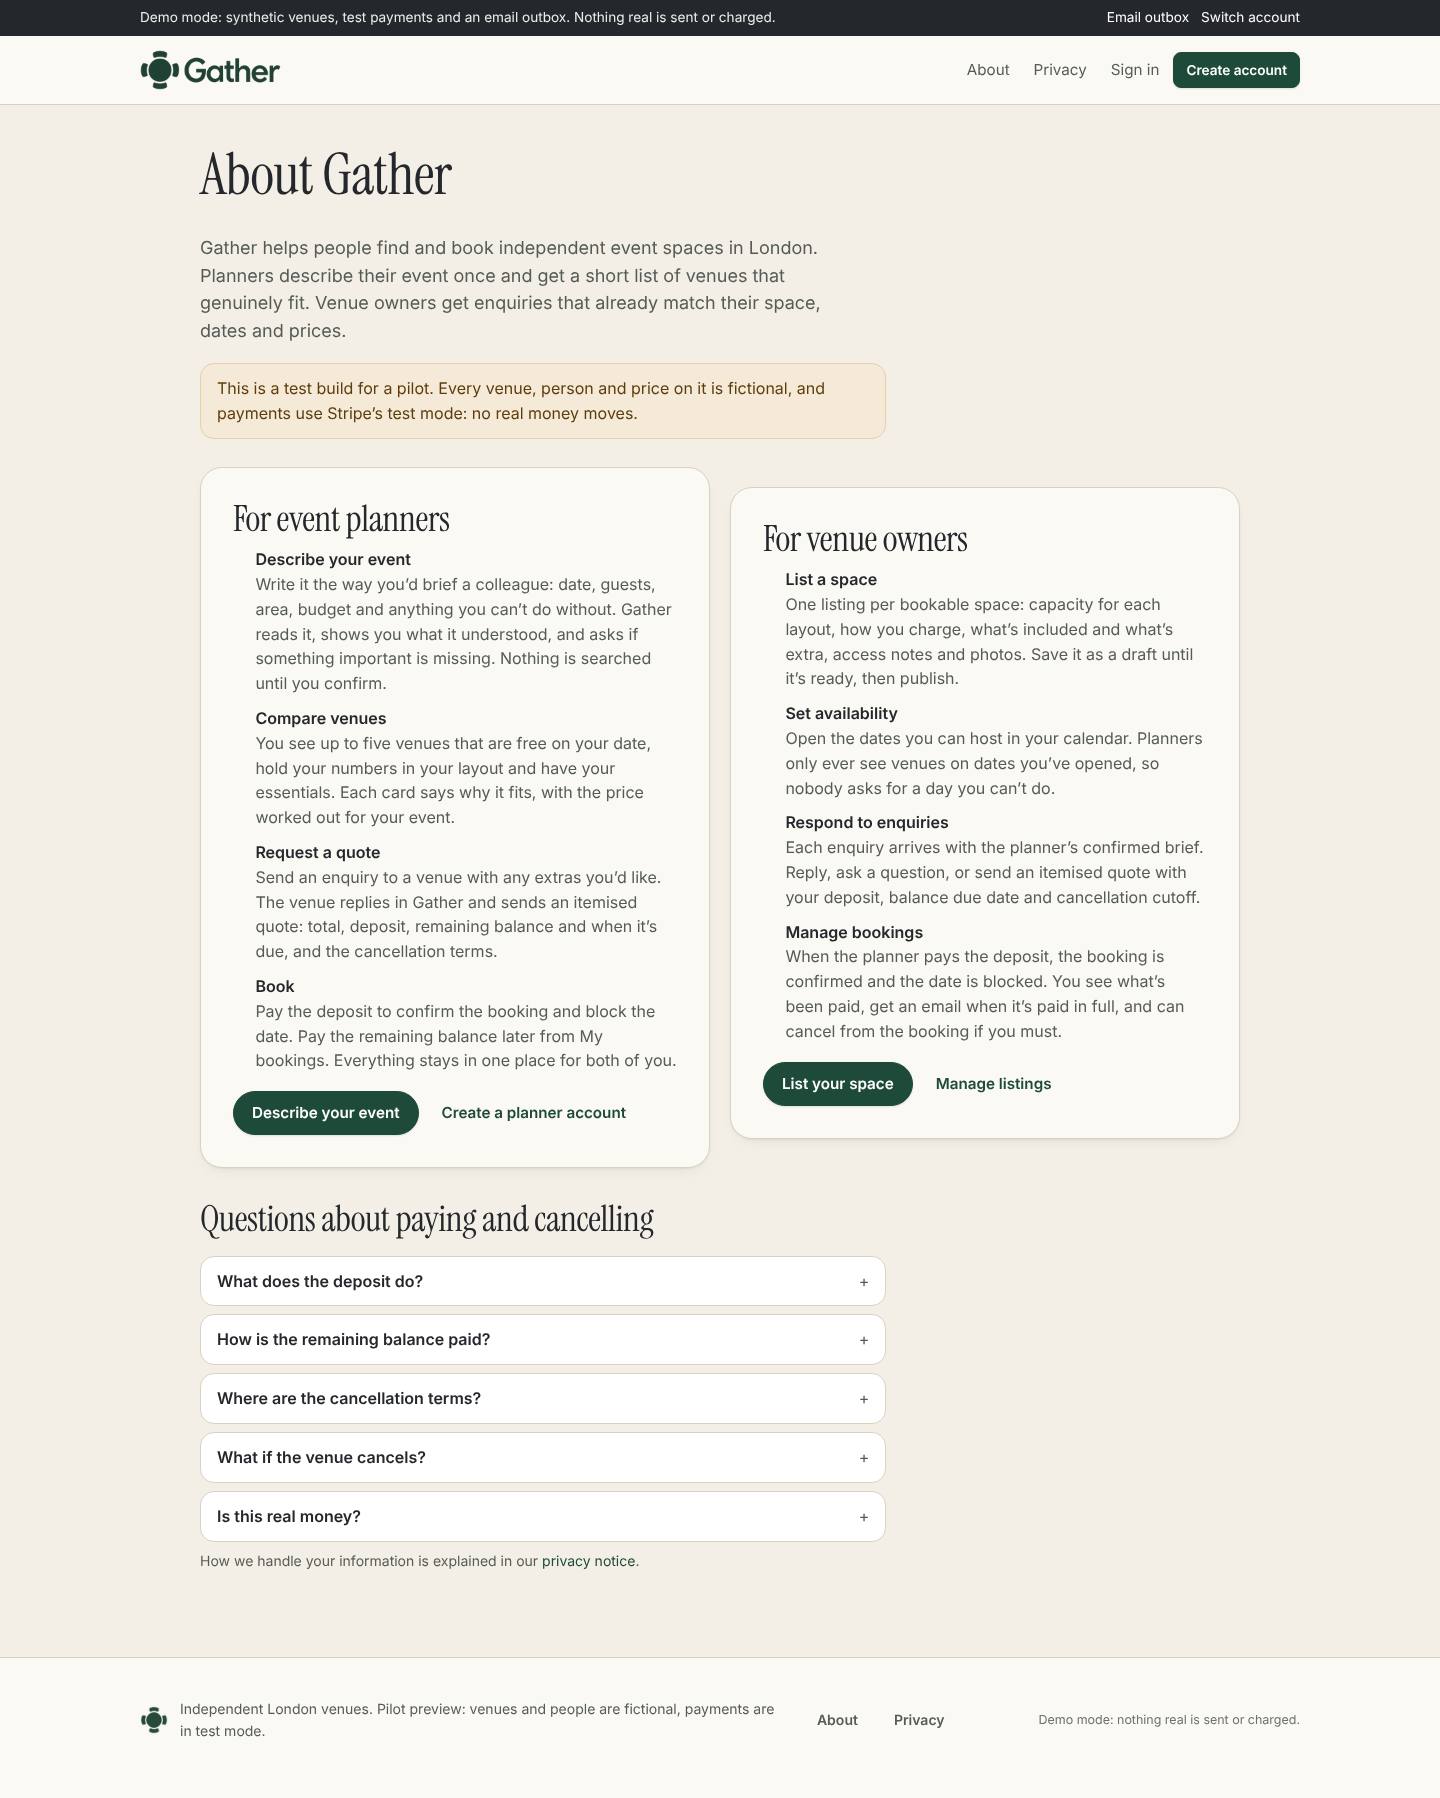 Demo mode: synthetic venues, test payments and an email outbox. Nothing real is sent or charged.
Email outbox
Switch account
Gather
About
Privacy
Sign in
Create account
About Gather
Gather helps people find and book independent event spaces in London.
Planners describe their event once and get a short list of venues that
genuinely fit. Venue owners get enquiries that already match their space,
dates and prices.
This is a test build for a pilot. Every venue, person and price on it is fictional, and
payments use Stripe’s test mode: no real money moves.
For event planners
Describe your event
Write it the way you’d brief a colleague: date, guests,
area, budget and anything you can’t do without. Gather
reads it, shows you what it understood, and asks if
something important is missing. Nothing is searched
until you confirm.
Compare venues
You see up to five venues that are free on your date,
hold your numbers in your layout and have your
essentials. Each card says why it fits, with the price
worked out for your event.
Request a quote
Send an enquiry to a venue with any extras you’d like.
The venue replies in Gather and sends an itemised
quote: total, deposit, remaining balance and when it’s
due, and the cancellation terms.
Book
Pay the deposit to confirm the booking and block the
date. Pay the remaining balance later from My
bookings. Everything stays in one place for both of you.
Describe your event
Create a planner account
For venue owners
List a space
One listing per bookable space: capacity for each
layout, how you charge, what’s included and what’s
extra, access notes and photos. Save it as a draft until
it’s ready, then publish.
Set availability
Open the dates you can host in your calendar. Planners
only ever see venues on dates you’ve opened, so
nobody asks for a day you can’t do.
Respond to enquiries
Each enquiry arrives with the planner’s confirmed brief.
Reply, ask a question, or send an itemised quote with
your deposit, balance due date and cancellation cutoff.
Manage bookings
When the planner pays the deposit, the booking is
confirmed and the date is blocked. You see what’s
been paid, get an email when it’s paid in full, and can
cancel from the booking if you must.
List your space
Manage listings
Questions about paying and cancelling
What does the deposit do? +
How is the remaining balance paid? +
Where are the cancellation terms? +
What if the venue cancels? +
Is this real money? +
How we handle your information is explained in our privacy notice.
Independent London venues. Pilot preview: venues and people are fictional, payments are
in test mode.
About
Privacy
Demo mode: nothing real is sent or charged.